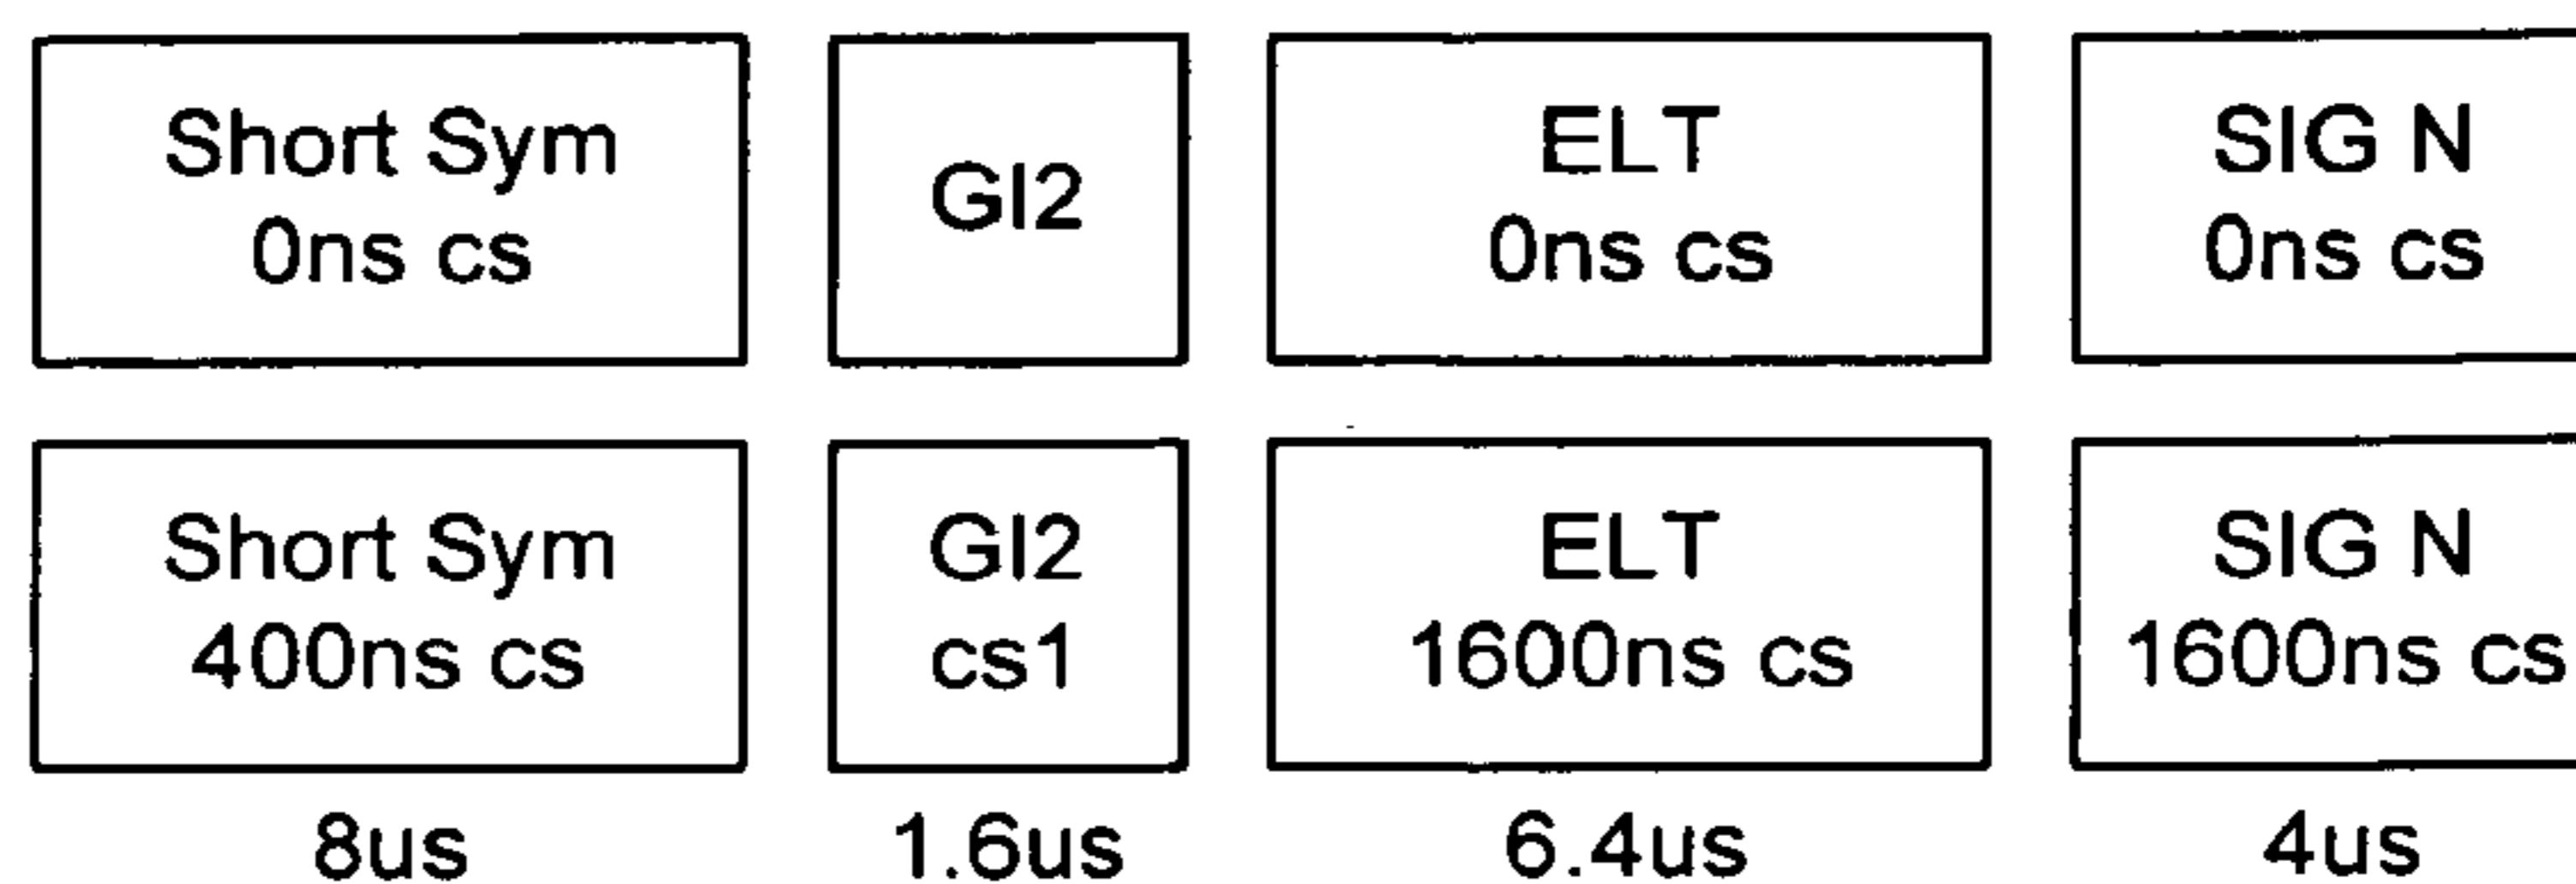 Short Sym
0ns cs
GI2
ELT
0ns cs
SIG N
0ns cs
Short Sym
400ns cs
GI2
cs1
ELT
1600ns cs
SIG N
1600ns cs
8us
1.6us
6.4us
4us